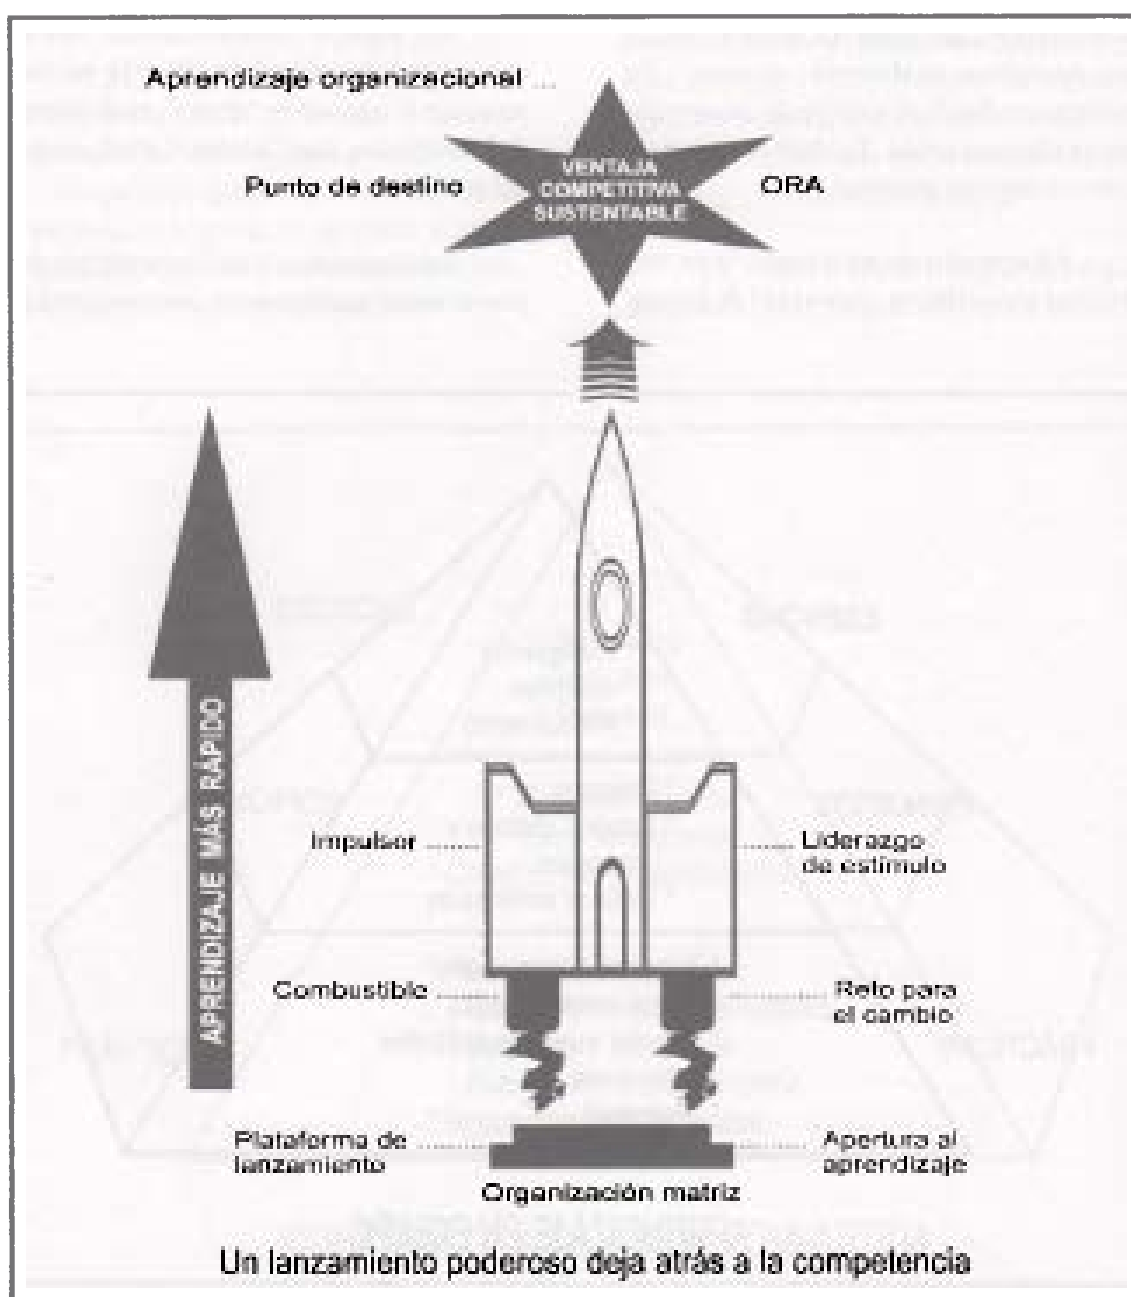 Aprendizaje organizacional ...
Punto de destino
VENTAJA
COMPETITIVA
SUSTENTABLE
ORA
APRENDIZAJE MÁS RÁPIDO
Impulsor
Liderazgo
de estímulo
Combustible
Reto para
el cambio
Plataforma de
lanzamiento
Apertura al
aprendizaje
Organización matriz
Un lanzamiento poderoso deja atrás a la competencia